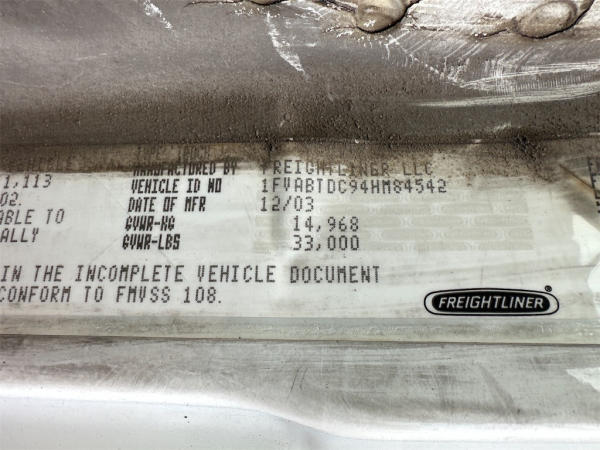 MANUFACTURED BY FREIGHTLINER LLC
1,113 VEHICLE ID NO 1FVABTDC94HM84542
02. DATE OF MFR 12/03
ABLE TO GVWR-KG 14,968
ALLY GVWR-LBS 33,000
IN THE INCOMPLETE VEHICLE DOCUMENT
CONFORM TO FMVSS 108.
FREIGHTLINER ®